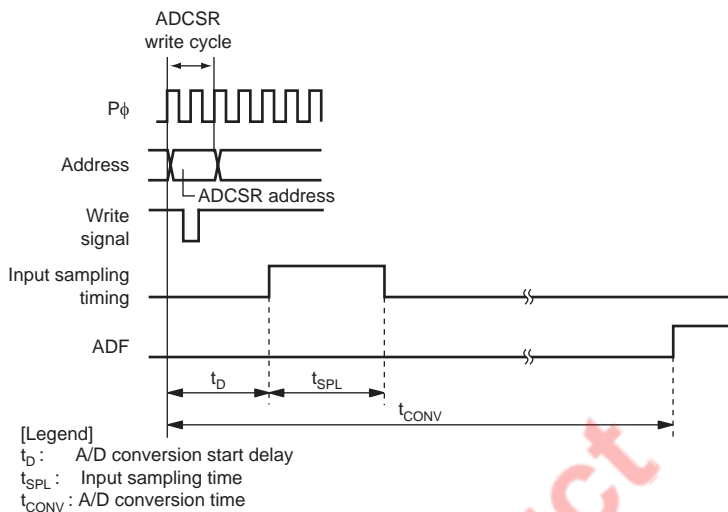 ADCSR
write cycle
Pϕ
Address
ADCSR address
Write
signal
Input sampling
timing
ADF
tD
tSPL
tCONV
[Legend]
tD : A/D conversion start delay
tSPL : Input sampling time
tCONV : A/D conversion time